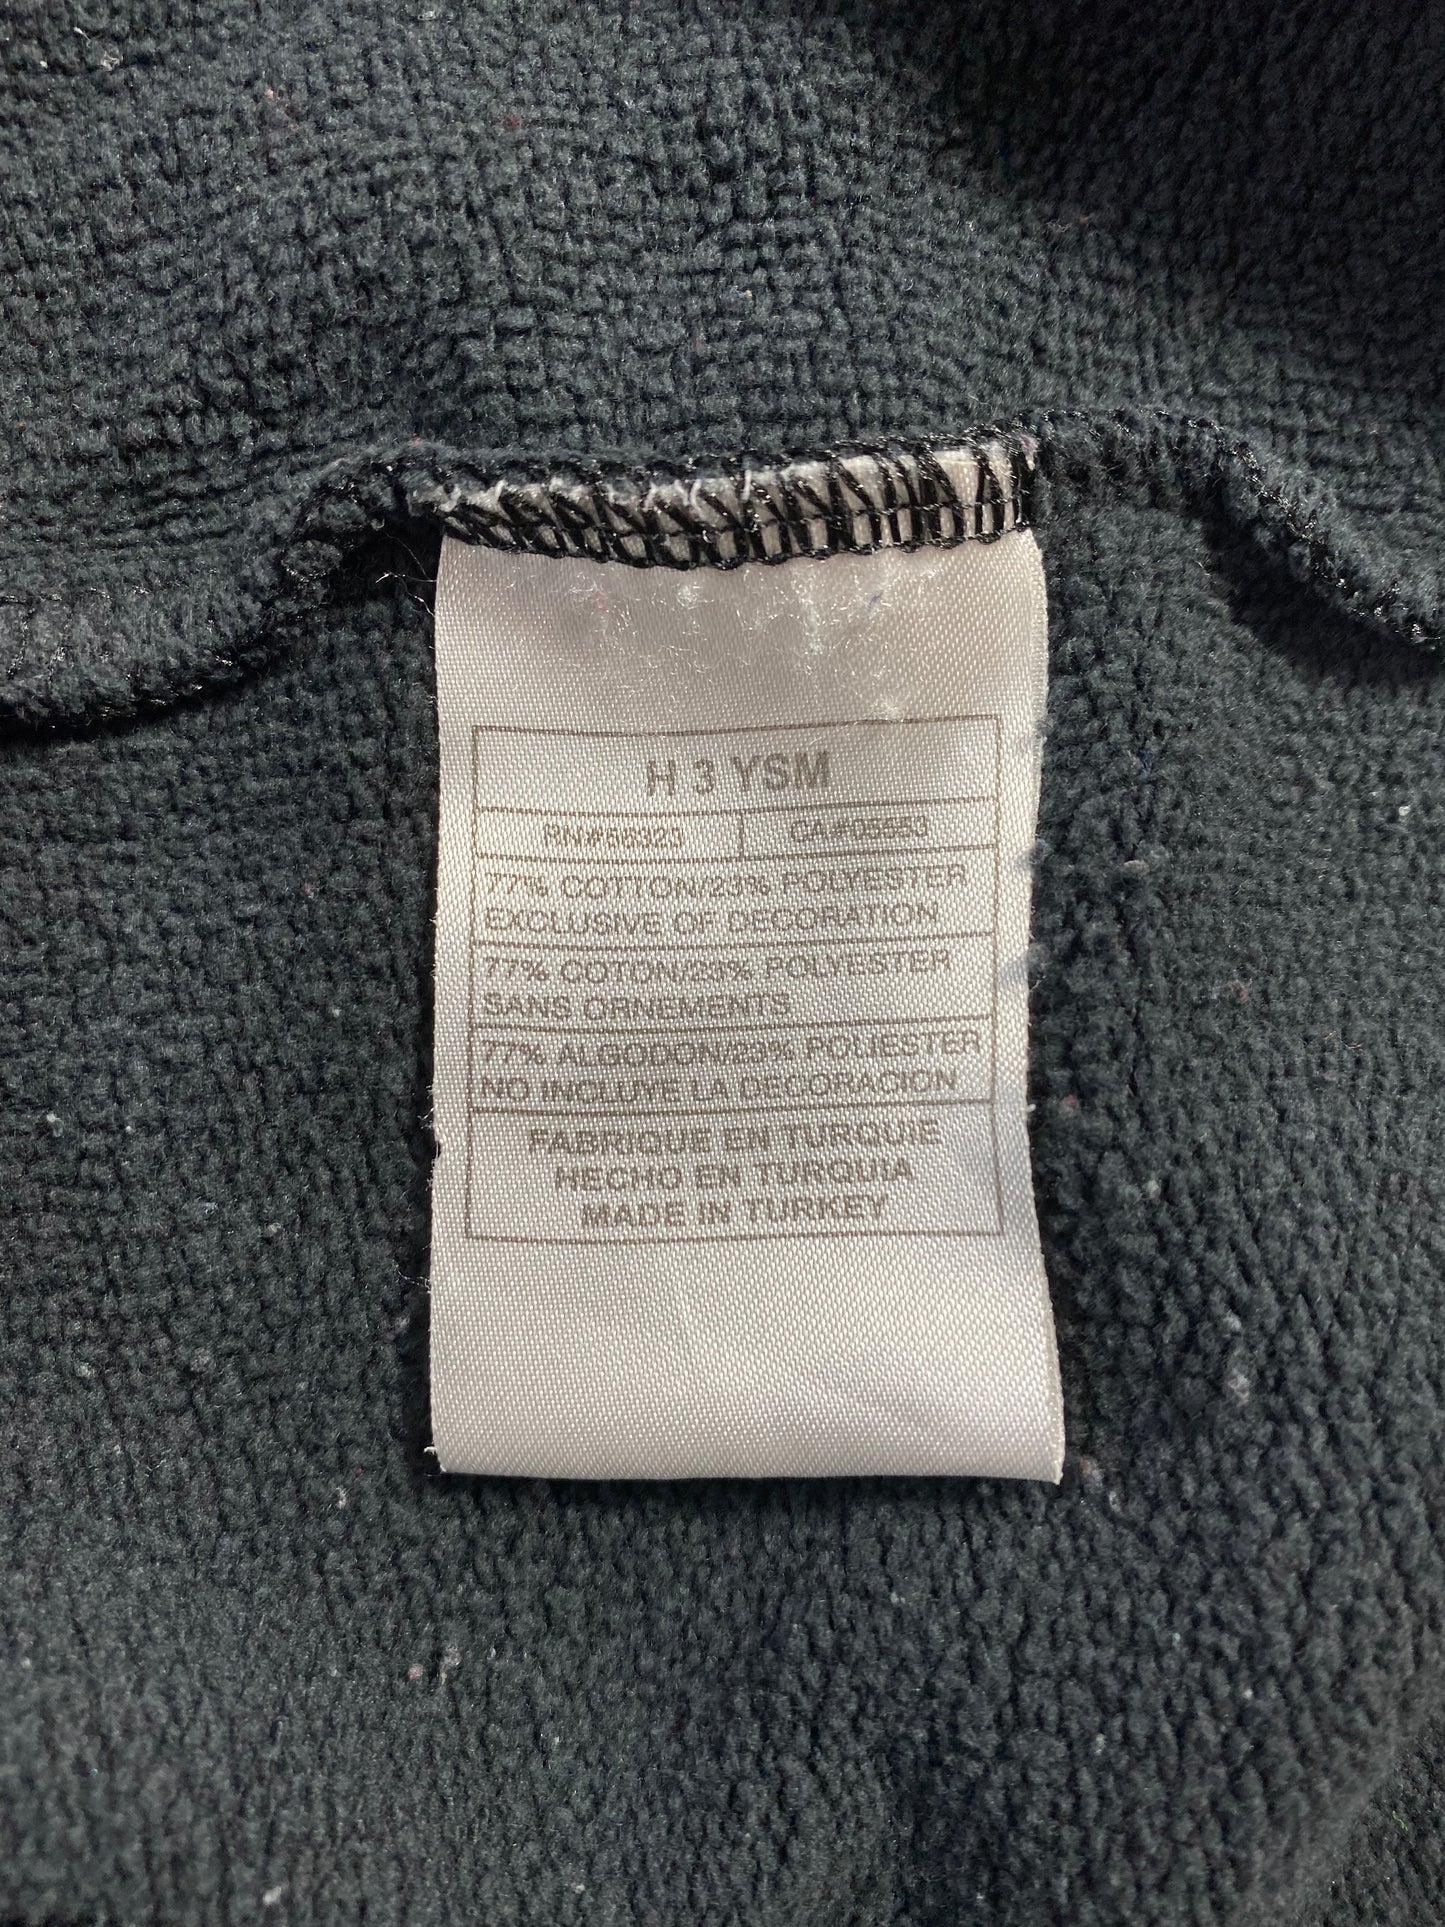 H 3 YSM
RN#56323 CA#05553
77% COTTON/23% POLYESTER
EXCLUSIVE OF DECORATION
77% COTON/23% POLYESTER
SANS ORNEMENTS
77% ALGODON/23% POLIESTER
NO INCLUYE LA DECORACION
FABRIQUE EN TURQUIE
HECHO EN TURQUIA
MADE IN TURKEY